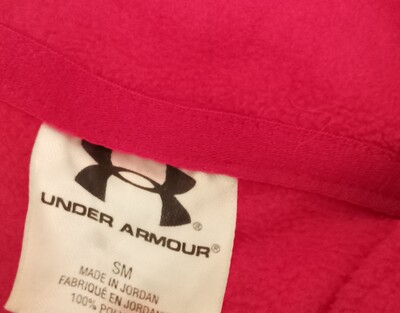 UNDER ARMOUR®
SM
MADE IN JORDAN
FABRIQUÉ EN JORDAN
100%